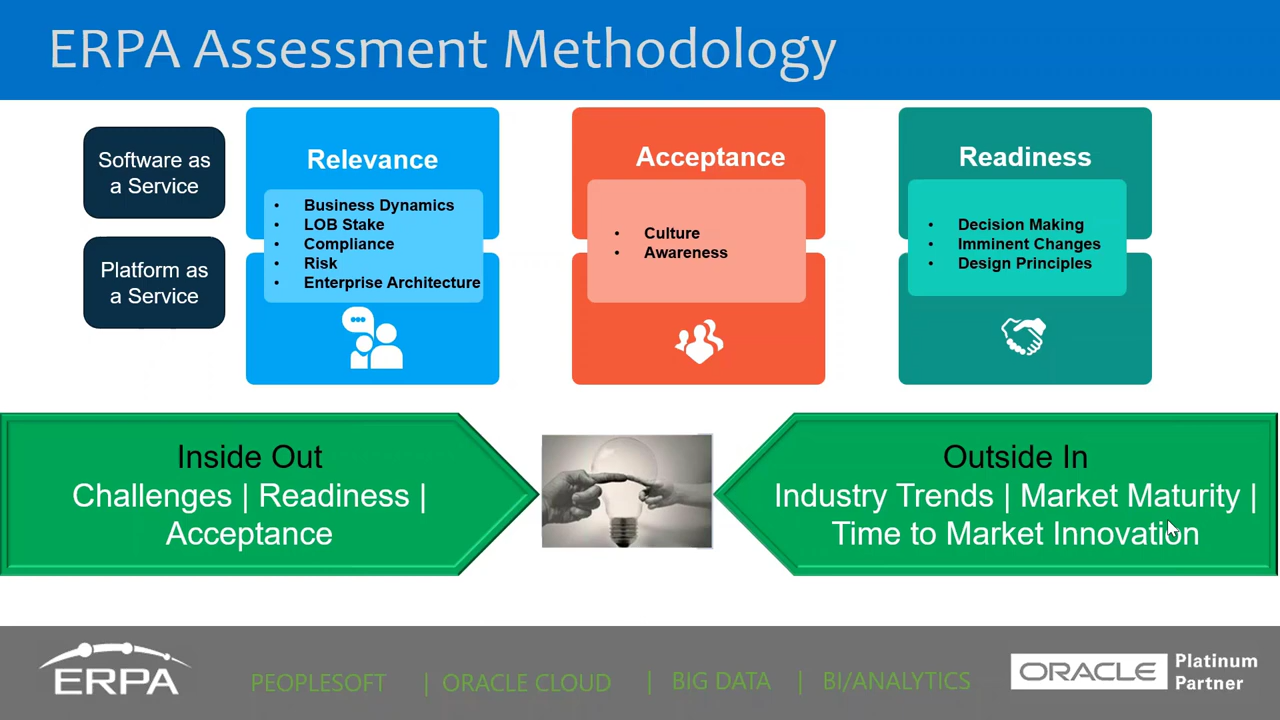 ERPA Assessment Methodology
Software as
a Service
Platform as
a Service
Relevance
• Business Dynamics
• LOB Stake
• Compliance
• Risk
• Enterprise Architecture
Acceptance
• Culture
• Awareness
Readiness
• Decision Making
• Imminent Changes
• Design Principles
Inside Out
Challenges | Readiness |
Acceptance
Outside In
Industry Trends | Market Maturity |
Time to Market Innovation
ERPA
PEOPLESOFT | ORACLE CLOUD | BIG DATA | BI/ANALYTICS
ORACLE
Platinum
Partner